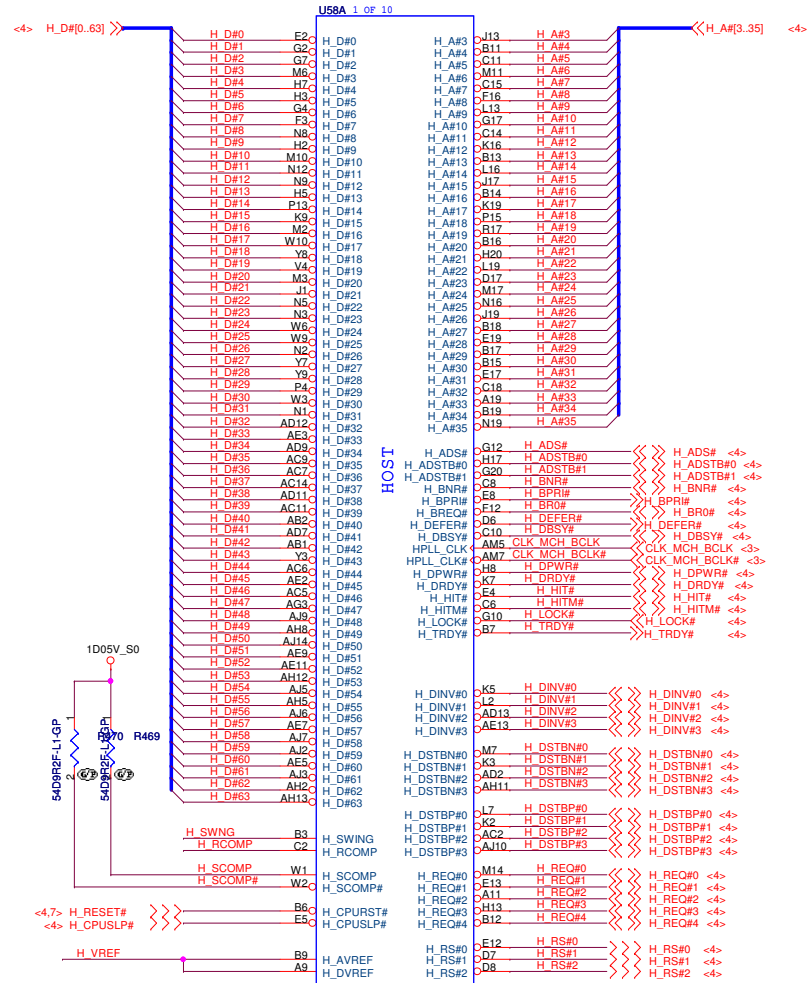 U58A 1 OF 10
<4> H_D#[0..63]
H_A#[3..35] <4>
H_D#0 E2 H_D#0 H_A#3 J13 H_A#3
H_D#1 G2 H_D#1 H_A#4 B11 H_A#4
H_D#2 G7 H_D#2 H_A#5 C11 H_A#5
H_D#3 M6 H_D#3 H_A#6 M11 H_A#6
H_D#4 H7 H_D#4 H_A#7 C15 H_A#7
H_D#5 H3 H_D#5 H_A#8 F16 H_A#8
H_D#6 G4 H_D#6 H_A#9 L13 H_A#9
H_D#7 F3 H_D#7 H_A#10 G17 H_A#10
H_D#8 N8 H_D#8 H_A#11 C14 H_A#11
H_D#9 H2 H_D#9 H_A#12 K16 H_A#12
H_D#10 M10 H_D#10 H_A#13 B13 H_A#13
H_D#11 N12 H_D#11 H_A#14 L16 H_A#14
H_D#12 N9 H_D#12 H_A#15 J17 H_A#15
H_D#13 H5 H_D#13 H_A#16 B14 H_A#16
H_D#14 P13 H_D#14 H_A#17 K19 H_A#17
H_D#15 K9 H_D#15 H_A#18 P15 H_A#18
H_D#16 M2 H_D#16 H_A#19 R17 H_A#19
H_D#17 W10 H_D#17 H_A#20 B16 H_A#20
H_D#18 Y8 H_D#18 H_A#21 H20 H_A#21
H_D#19 V4 H_D#19 H_A#22 L19 H_A#22
H_D#20 M3 H_D#20 H_A#23 D17 H_A#23
H_D#21 J1 H_D#21 H_A#24 M17 H_A#24
H_D#22 N5 H_D#22 H_A#25 N16 H_A#25
H_D#23 N3 H_D#23 H_A#26 J19 H_A#26
H_D#24 W6 H_D#24 H_A#27 B18 H_A#27
H_D#25 W9 H_D#25 H_A#28 E19 H_A#28
H_D#26 N2 H_D#26 H_A#29 B17 H_A#29
H_D#27 Y7 H_D#27 H_A#30 B15 H_A#30
H_D#28 Y9 H_D#28 H_A#31 E17 H_A#31
H_D#29 P4 H_D#29 H_A#32 C18 H_A#32
H_D#30 W3 H_D#30 H_A#33 A19 H_A#33
H_D#31 N1 H_D#31 H_A#34 B19 H_A#34
H_D#32 AD12 H_D#32 H_A#35 N19 H_A#35
H_D#33 AE3 H_D#33
H_D#34 AD9 H_D#34 H_ADS# G12 H_ADS# H_ADS# <4>
H_D#35 AC9 H_D#35 H_ADSTB#0 H17 H_ADSTB#0 H_ADSTB#0 <4>
H_D#36 AC7 H_D#36 H_ADSTB#1 G20 H_ADSTB#1 H_ADSTB#1 <4>
H_D#37 AC14 H_D#37 H_BNR# C8 H_BNR# H_BNR# <4>
H_D#38 AD11 H_D#38 H_BPRI# E8 H_BPRI# H_BPRI# <4>
H_D#39 AC11 H_D#39 H_BREQ# F12 H_BR0# H_BR0# <4>
H_D#40 AB2 H_D#40 H_DEFER# D6 H_DEFER# H_DEFER# <4>
H_D#41 AD7 H_D#41 H_DBSY# C10 H_DBSY# H_DBSY# <4>
H_D#42 AB1 H_D#42 HPLL_CLK AM5 CLK_MCH_BCLK CLK_MCH_BCLK <3>
H_D#43 Y3 H_D#43 HPLL_CLK# AM7 CLK_MCH_BCLK# CLK_MCH_BCLK# <3>
H_D#44 AC6 H_D#44 H_DPWR# H8 H_DPWR# H_DPWR# <4>
H_D#45 AE2 H_D#45 H_DRDY# K7 H_DRDY# H_DRDY# <4>
H_D#46 AC5 H_D#46 H_HIT# E4 H_HIT# H_HIT# <4>
H_D#47 AG3 H_D#47 H_HITM# C6 H_HITM# H_HITM# <4>
H_D#48 AJ9 H_D#48 H_LOCK# G10 H_LOCK# H_LOCK# <4>
H_D#49 AH8 H_D#49 H_TRDY# B7 H_TRDY# H_TRDY# <4>
HOST
H_D#50 AJ14 H_D#50
H_D#51 AE9 H_D#51
H_D#52 AE11 H_D#52
H_D#53 AH12 H_D#53
H_D#54 AJ5 H_D#54 H_DINV#0 K5 H_DINV#0 H_DINV#0 <4>
H_D#55 AH5 H_D#55 H_DINV#1 L2 H_DINV#1 H_DINV#1 <4>
H_D#56 AJ6 H_D#56 H_DINV#2 AD13 H_DINV#2 H_DINV#2 <4>
H_D#57 AE7 H_D#57 H_DINV#3 AE13 H_DINV#3 H_DINV#3 <4>
H_D#58 AJ7 H_D#58
H_D#59 AJ2 H_D#59 H_DSTBN#0 M7 H_DSTBN#0 H_DSTBN#0 <4>
H_D#60 AE5 H_D#60 H_DSTBN#1 K3 H_DSTBN#1 H_DSTBN#1 <4>
H_D#61 AJ3 H_D#61 H_DSTBN#2 AD2 H_DSTBN#2 H_DSTBN#2 <4>
H_D#62 AH2 H_D#62 H_DSTBN#3 AH11 H_DSTBN#3 H_DSTBN#3 <4>
H_D#63 AH13 H_D#63
1D05V_S0
1
2
54D9R2F-L1-GP
R470
R469
54D9R2F-L1-GP
H_DSTBP#0 L7 H_DSTBP#0 H_DSTBP#0 <4>
H_DSTBP#1 K2 H_DSTBP#1 H_DSTBP#1 <4>
H_SWNG B3 H_SWING H_DSTBP#2 AC2 H_DSTBP#2 H_DSTBP#2 <4>
H_RCOMP C2 H_RCOMP H_DSTBP#3 AJ10 H_DSTBP#3 H_DSTBP#3 <4>
H_SCOMP W1 H_SCOMP H_REQ#0 M14 H_REQ#0 H_REQ#0 <4>
H_SCOMP# W2 H_SCOMP# H_REQ#1 E13 H_REQ#1 H_REQ#1 <4>
H_REQ#2 A11 H_REQ#2 H_REQ#2 <4>
<4,7> H_RESET# B6 H_CPURST# H_REQ#3 H13 H_REQ#3 H_REQ#3 <4>
<4> H_CPUSLP# E5 H_CPUSLP# H_REQ#4 B12 H_REQ#4 H_REQ#4 <4>
H_RS#0 E12 H_RS#0 H_RS#0 <4>
H_VREF B9 H_AVREF H_RS#1 D7 H_RS#1 H_RS#1 <4>
A9 H_DVREF H_RS#2 D8 H_RS#2 H_RS#2 <4>